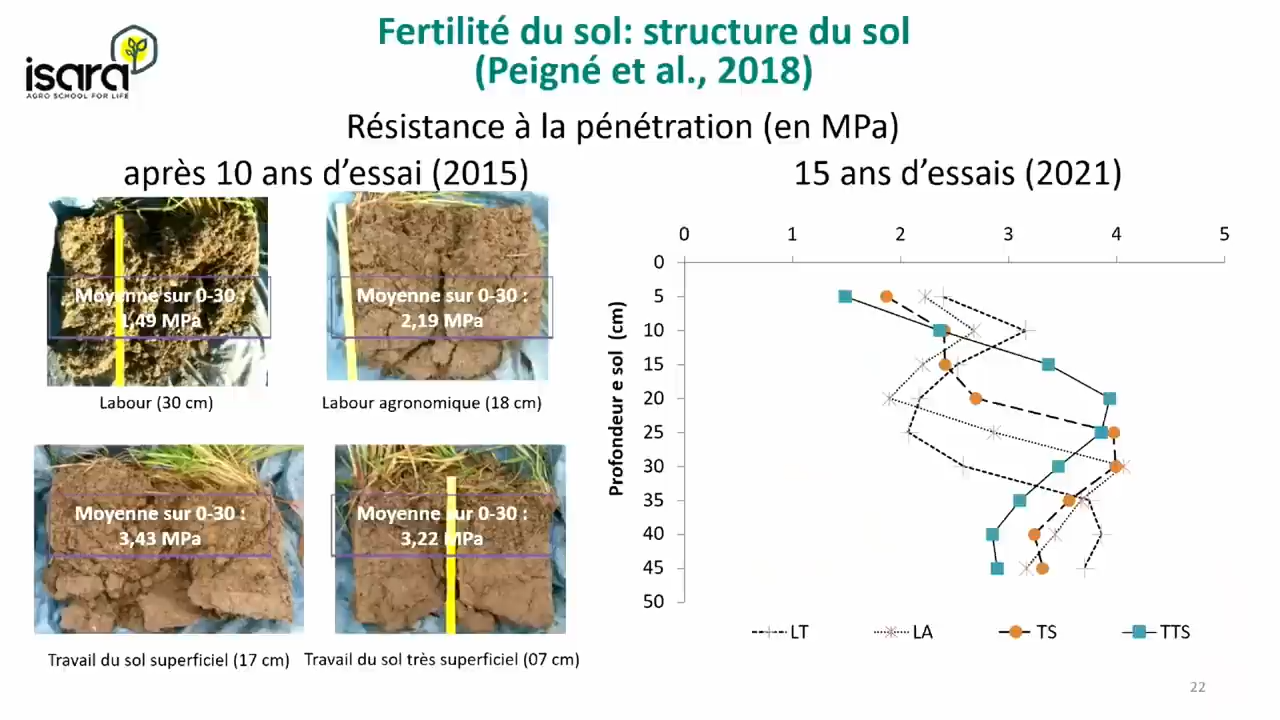 isara
AGRO SCHOOL FOR LIFE
Fertilité du sol: structure du sol
(Peigné et al., 2018)
Résistance à la pénétration (en MPa)
après 10 ans d’essai (2015)
Moyenne sur 0-30 :
1,49 MPa
Labour (30 cm)
Moyenne sur 0-30 :
2,19 MPa
Labour agronomique (18 cm)
Moyenne sur 0-30 :
3,43 MPa
Travail du sol superficiel (17 cm)
Moyenne sur 0-30 :
3,22 MPa
Travail du sol très superficiel (07 cm)
15 ans d’essais (2021)
0 1 2 3 4 5
Profondeur e sol (cm)
0
5
10
15
20
25
30
35
40
45
50
LT LA TS TTS
22